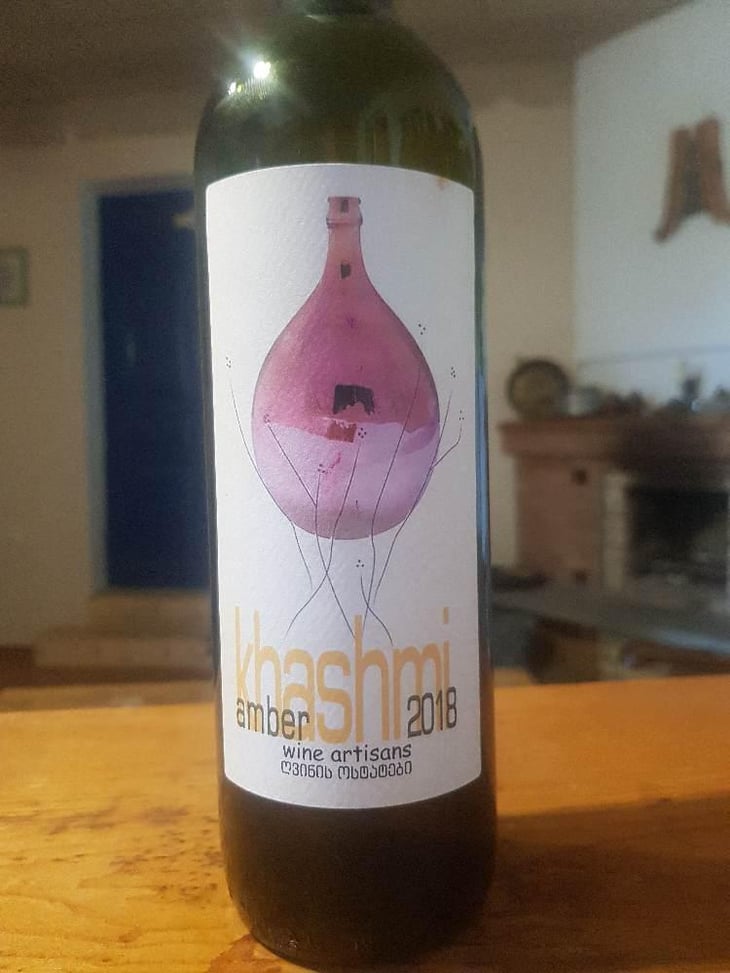 khashmi
amber 2018
wine artisans
ღვინის ოსტატები